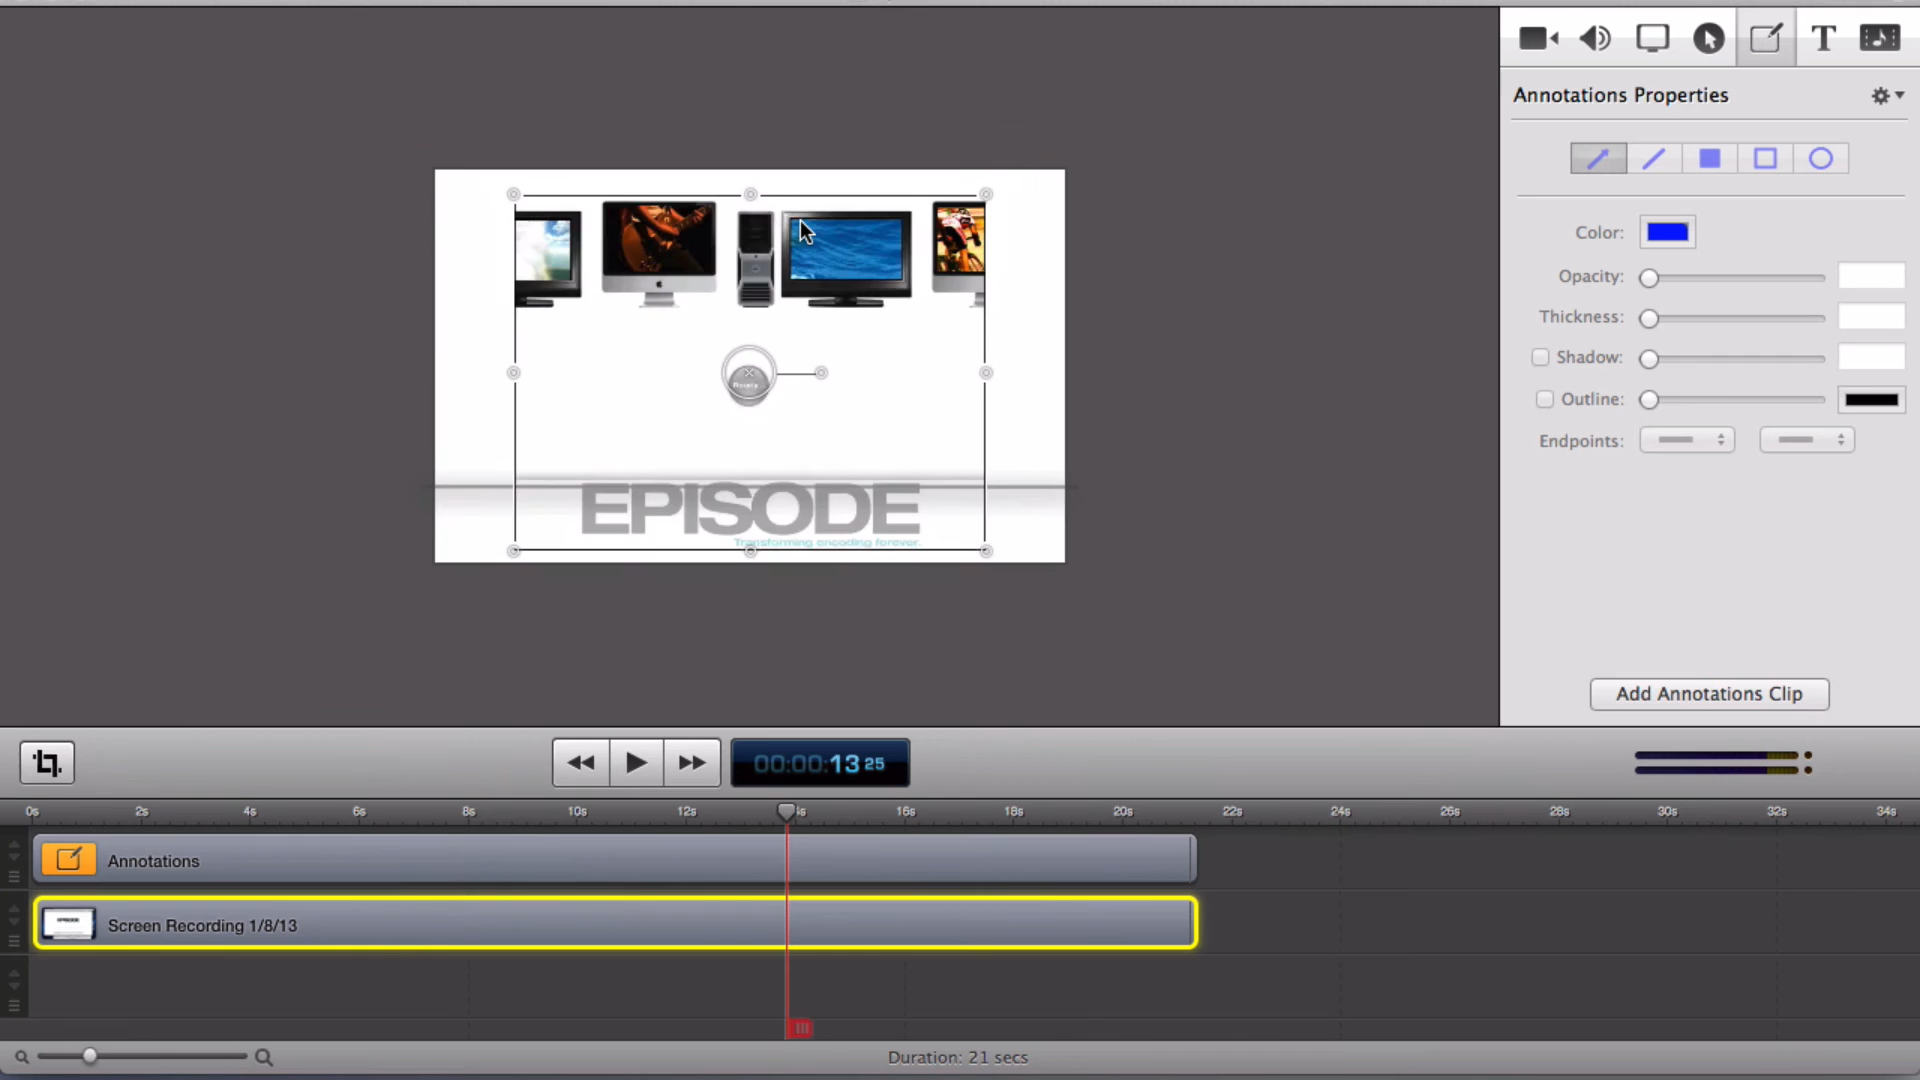 T
Annotations Properties
Color:
Opacity:
Thickness:
Shadow:
Outline:
Endpoints:
Rotate
EPISODE
Transforming encoding forever.
Add Annotations Clip
00:00:13 25
0s 2s 4s 6s 8s 10s 12s 16s 18s 20s 22s 24s 26s 28s 30s 32s 34s
Annotations
Screen Recording 1/8/13
Duration: 21 secs